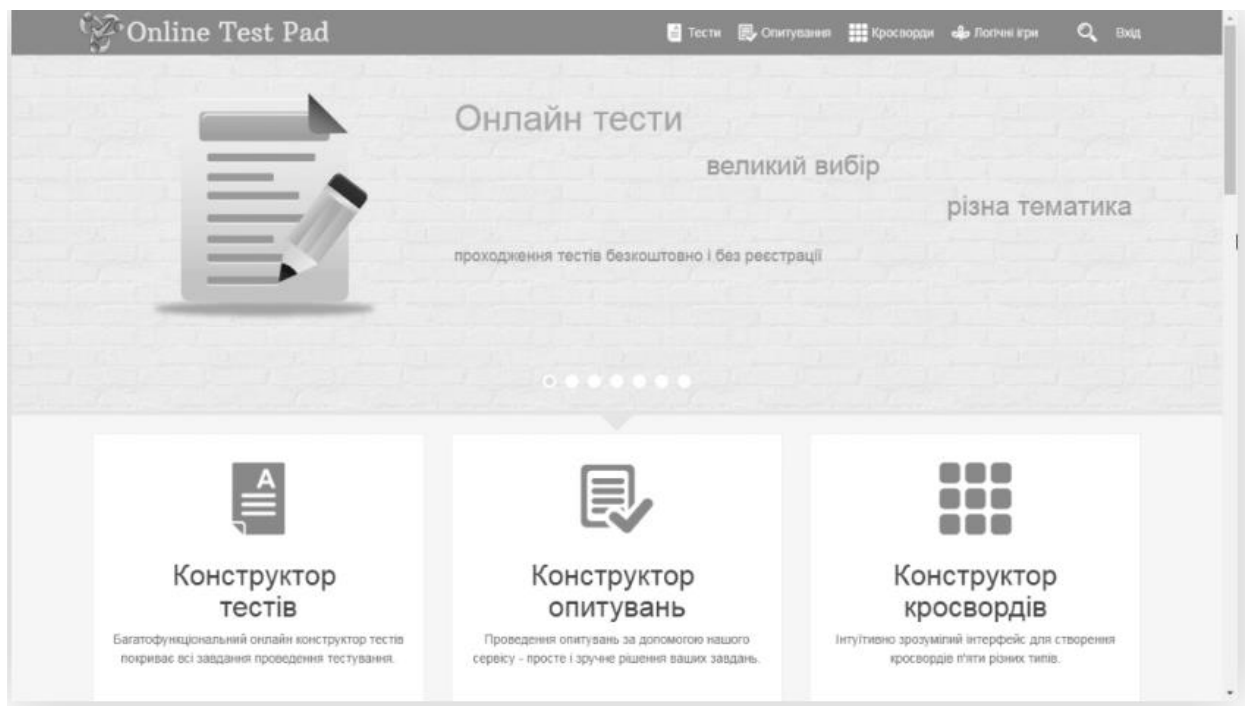 Online Test Pad
Тести Опитування Кросворди Логічні ігри Вхід
Онлайн тести
великий вибір
різна тематика
проходження тестів безкоштовно і без реєстрації
A
Конструктор
тестів
Багатофункціональний онлайн конструктор тестів
покриває всі завдання проведення тестування.
Конструктор
опитувань
Проведення опитувань за допомогою нашого
сервісу - просте і зручне рішення ваших завдань.
Конструктор
кросвордів
Інтуїтивно зрозумілий інтерфейс для створення
кросвордів п'яти різних типів.